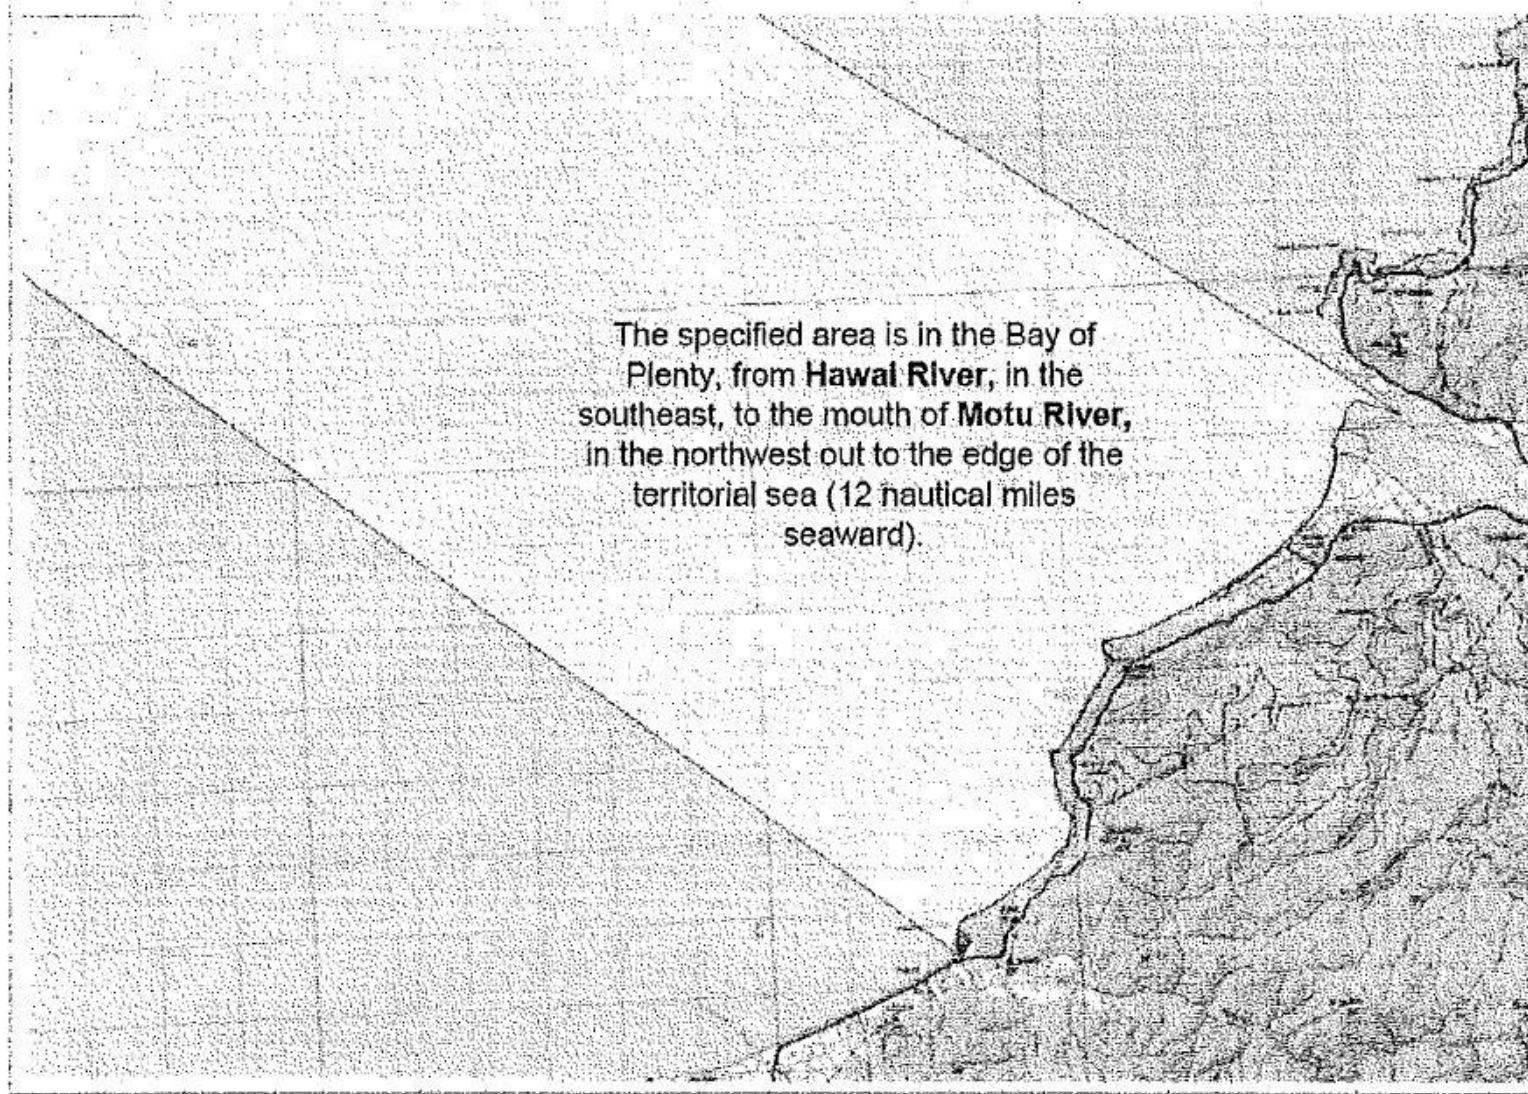 The specified area is in the Bay of
Plenty, from Hawai River, in the
southeast, to the mouth of Motu River,
in the northwest out to the edge of the
territorial sea (12 nautical miles
seaward).